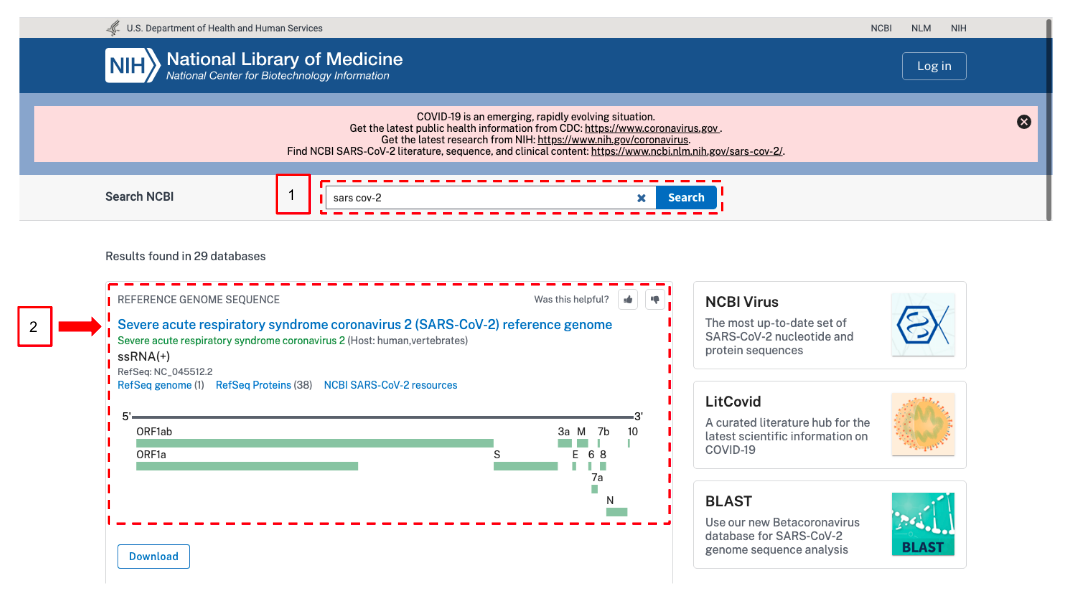 U.S. Department of Health and Human Services
NCBI NLM NIH
NIH National Library of Medicine
National Center for Biotechnology Information
Log in
COVID-19 is an emerging, rapidly evolving situation.
Get the latest public health information from CDC: https://www.coronavirus.gov .
Get the latest research from NIH: https://www.nih.gov/coronavirus.
Find NCBI SARS-CoV-2 literature, sequence, and clinical content: https://www.ncbi.nlm.nih.gov/sars-cov-2/.
Search NCBI
1
sars cov-2
Search
Results found in 29 databases
2
REFERENCE GENOME SEQUENCE
Was this helpful?
Severe acute respiratory syndrome coronavirus 2 (SARS-CoV-2) reference genome
Severe acute respiratory syndrome coronavirus 2 (Host: human,vertebrates)
ssRNA(+)
RefSeq: NC_045512.2
RefSeq genome (1) RefSeq Proteins (38) NCBI SARS-CoV-2 resources
5' 3'
ORF1ab 3a M 7b 10
ORF1a S E 6 8
7a
N
Download
NCBI Virus
The most up-to-date set of
SARS-CoV-2 nucleotide and
protein sequences
LitCovid
A curated literature hub for the
latest scientific information on
COVID-19
BLAST
Use our new Betacoronavirus
database for SARS-CoV-2
genome sequence analysis
BLAST